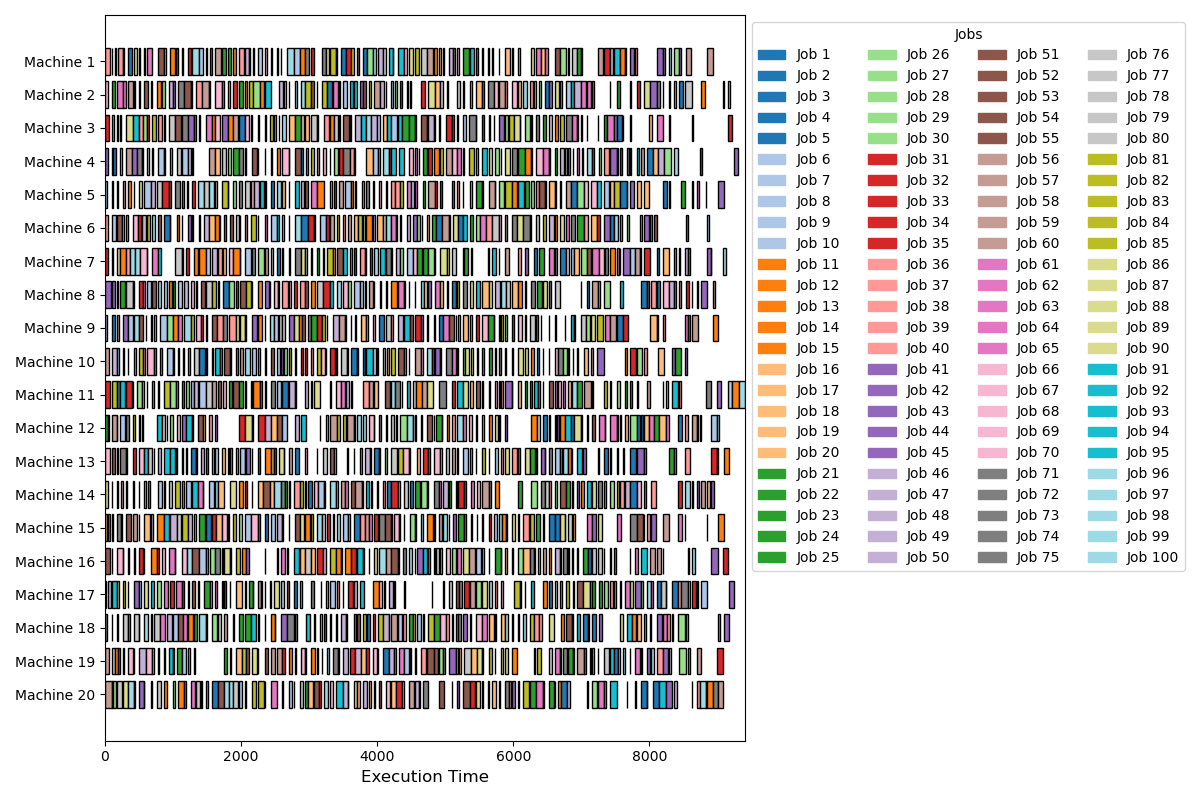 Machine 1
Machine 2
Machine 3
Machine 4
Machine 5
Machine 6
Machine 7
Machine 8
Machine 9
Machine 10
Machine 11
Machine 12
Machine 13
Machine 14
Machine 15
Machine 16
Machine 17
Machine 18
Machine 19
Machine 20
0 2000 4000 6000 8000
Execution Time
Jobs
Job 1 Job 26 Job 51 Job 76
Job 2 Job 27 Job 52 Job 77
Job 3 Job 28 Job 53 Job 78
Job 4 Job 29 Job 54 Job 79
Job 5 Job 30 Job 55 Job 80
Job 6 Job 31 Job 56 Job 81
Job 7 Job 32 Job 57 Job 82
Job 8 Job 33 Job 58 Job 83
Job 9 Job 34 Job 59 Job 84
Job 10 Job 35 Job 60 Job 85
Job 11 Job 36 Job 61 Job 86
Job 12 Job 37 Job 62 Job 87
Job 13 Job 38 Job 63 Job 88
Job 14 Job 39 Job 64 Job 89
Job 15 Job 40 Job 65 Job 90
Job 16 Job 41 Job 66 Job 91
Job 17 Job 42 Job 67 Job 92
Job 18 Job 43 Job 68 Job 93
Job 19 Job 44 Job 69 Job 94
Job 20 Job 45 Job 70 Job 95
Job 21 Job 46 Job 71 Job 96
Job 22 Job 47 Job 72 Job 97
Job 23 Job 48 Job 73 Job 98
Job 24 Job 49 Job 74 Job 99
Job 25 Job 50 Job 75 Job 100